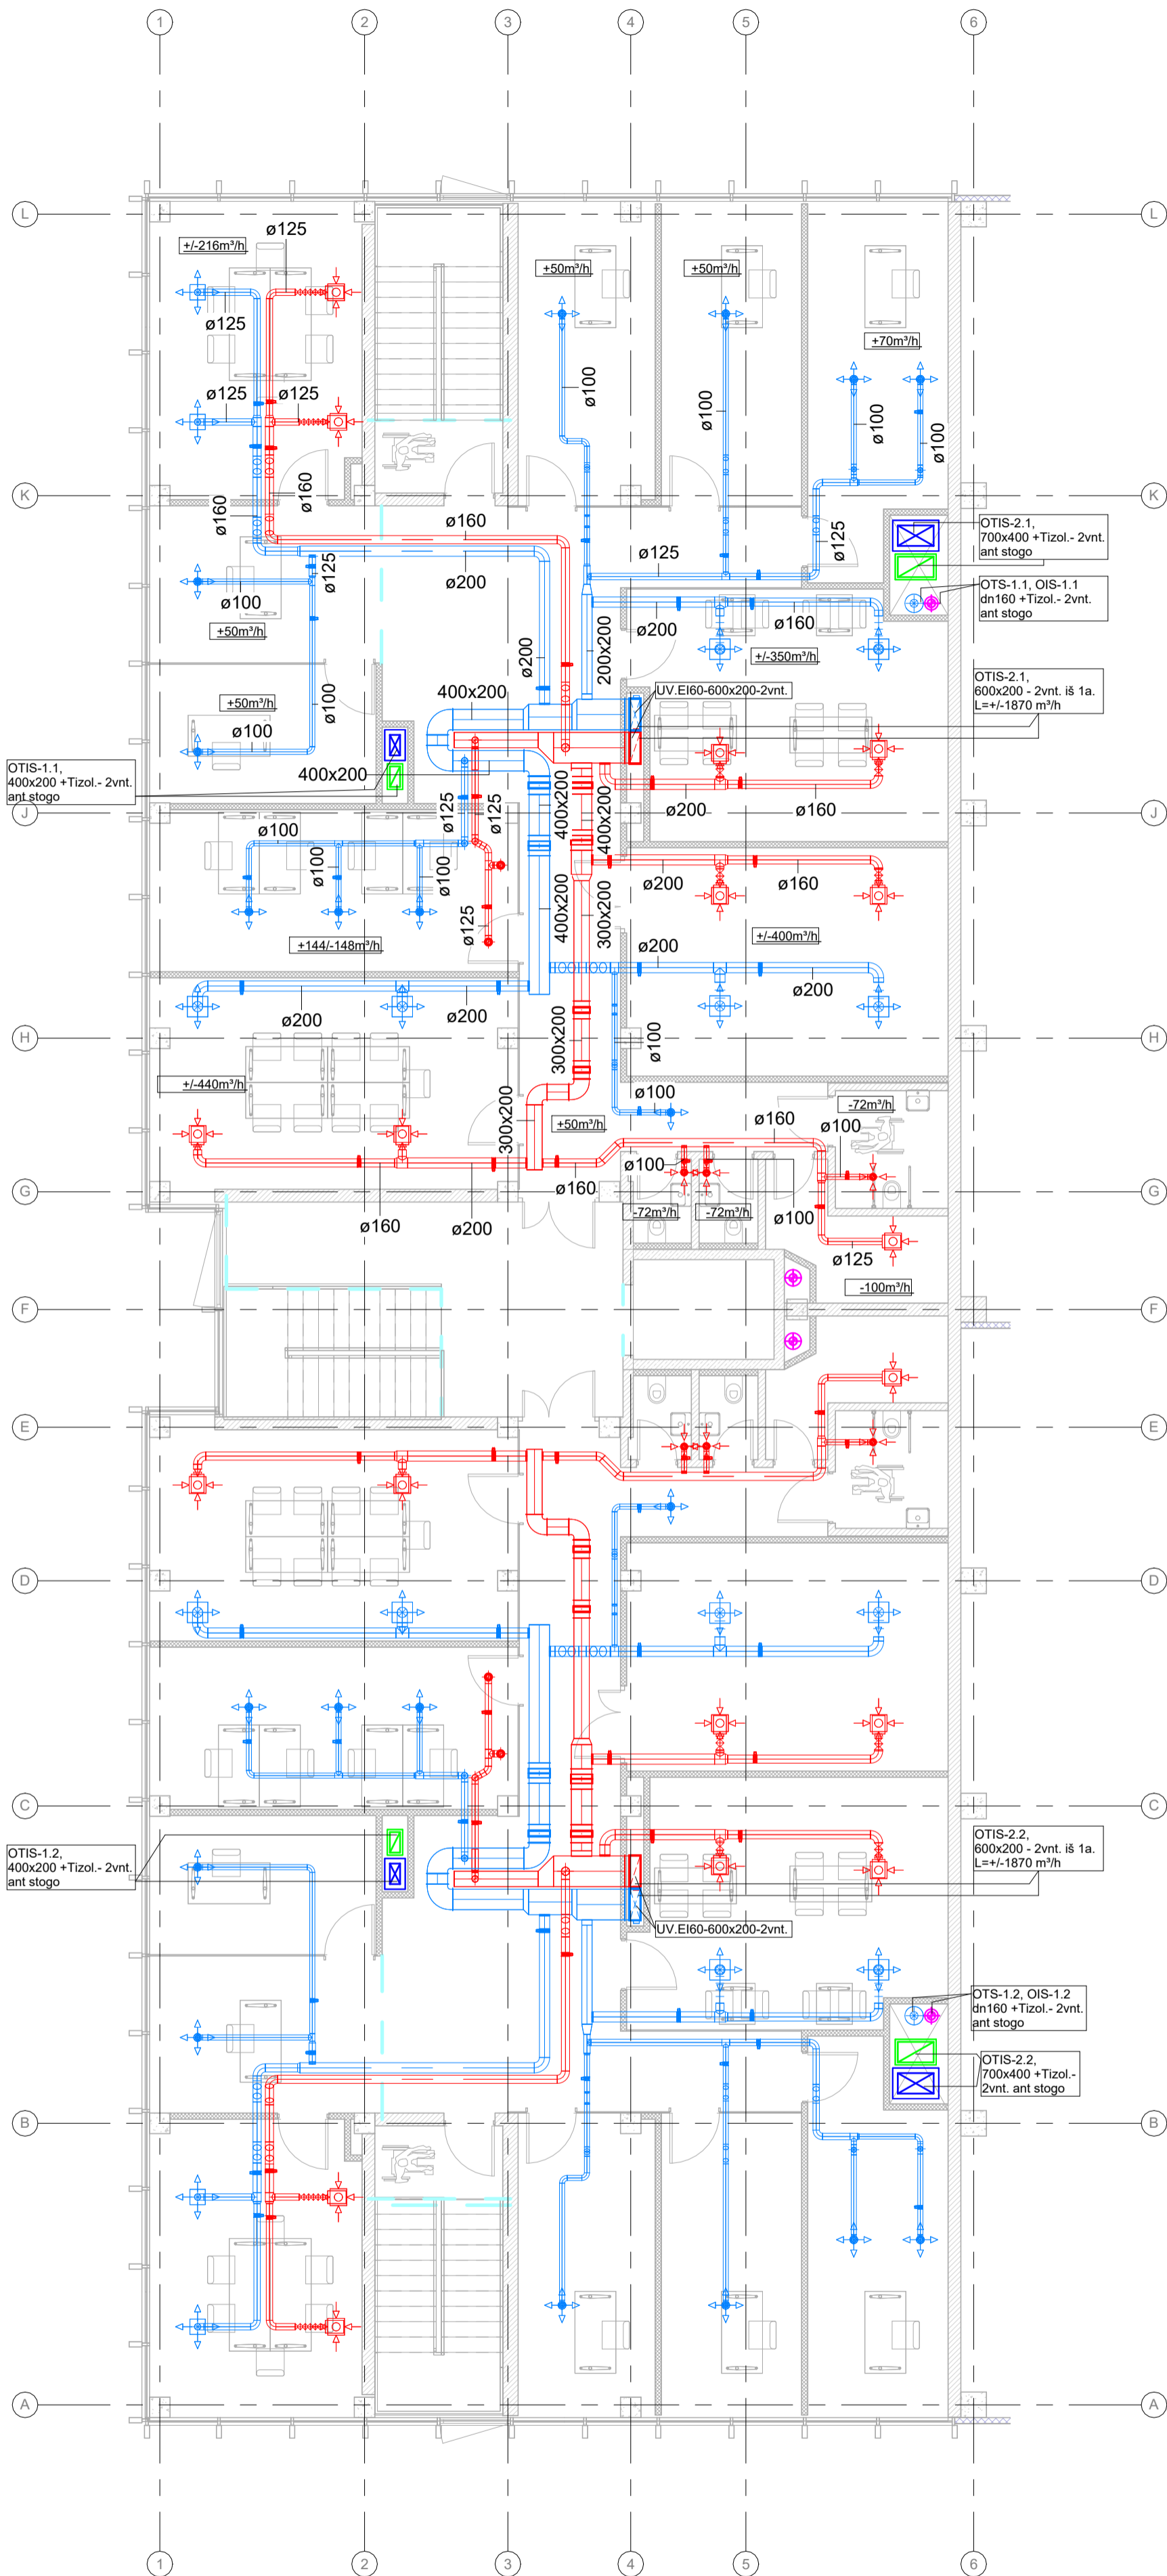 1
2
3
4
5
6
L
L
+/-216m³/h
ø125
+50m³/h
+50m³/h
ø125
+70m³/h
ø100
ø125
ø125
ø100
ø100
ø100
K
K
ø160
ø160
ø160
OTIS-2.1,
700x400 +Tizol.- 2vnt.
ant stogo
ø125
ø200
ø125
ø125
ø100
OTS-1.1, OIS-1.1
dn160 +Tizol.- 2vnt.
ant stogo
+50m³/h
ø200
ø160
200x200
ø200
+/-350m³/h
OTIS-2.1,
600x200 - 2vnt. iš 1a.
L=+/-1870 m³/h
+50m³/h
ø100
400x200
UV.EI60-600x200-2vnt.
ø100
OTIS-1.1,
400x200 +Tizol.- 2vnt.
ant stogo
400x200
ø200
ø160
J
J
ø125
ø125
400x200
400x200
ø100
ø100
ø100
ø200
ø160
ø125
400x200
300x200
+144/-148m³/h
+/-400m³/h
ø200
ø200
ø200
ø200
H
H
300x200
ø100
+/-440m³/h
ø100
-72m³/h
300x200
+50m³/h
ø160
ø100
ø100
ø160
G
G
ø160
ø200
-72m³/h
-72m³/h
ø100
ø125
-100m³/h
F
F
E
E
D
D
C
C
OTIS-1.2,
400x200 +Tizol.- 2vnt.
ant stogo
OTIS-2.2,
600x200 - 2vnt. iš 1a.
L=+/-1870 m³/h
UV.EI60-600x200-2vnt.
OTS-1.2, OIS-1.2
dn160 +Tizol.- 2vnt.
ant stogo
OTIS-2.2,
700x400 +Tizol.-
2vnt. ant stogo
B
B
A
A
1
2
3
4
5
6